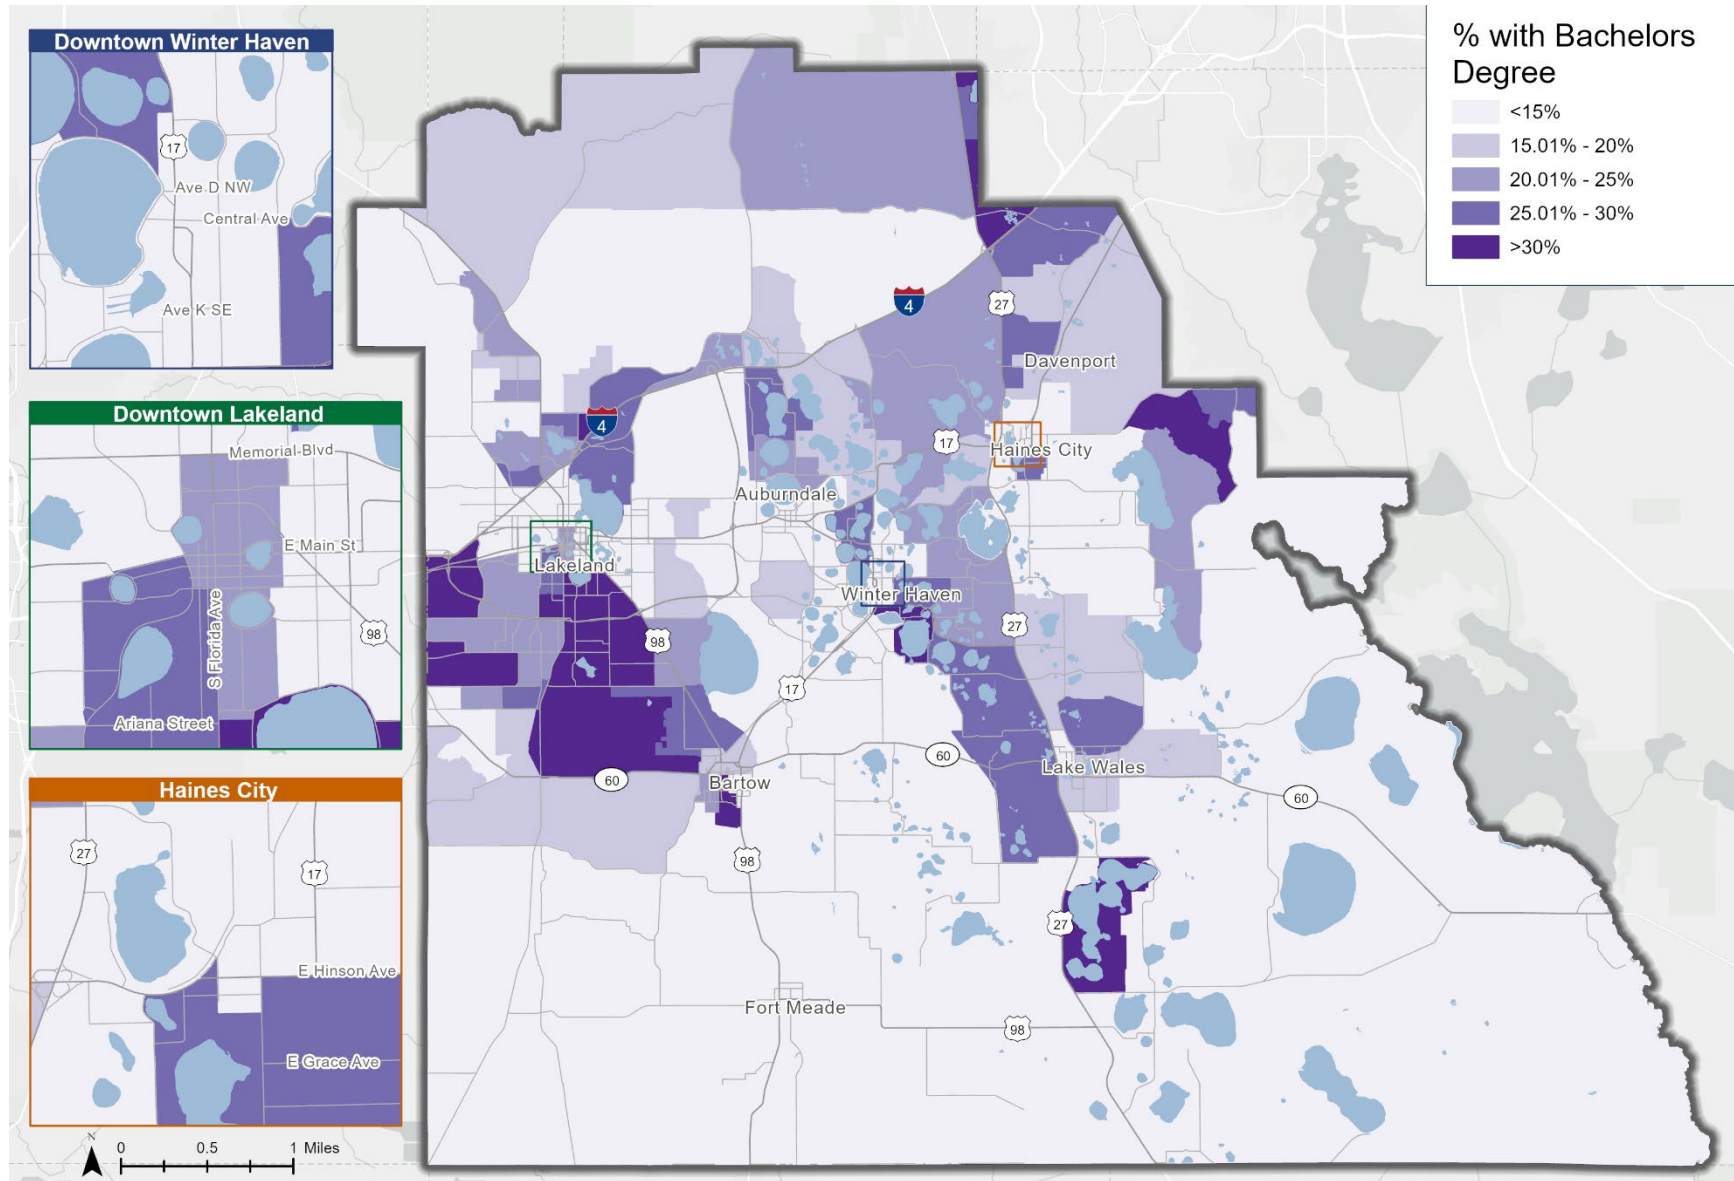 Downtown Winter Haven
17
Ave D NW
Central Ave
Ave K SE
Downtown Lakeland
Memorial Blvd
E Main St
S Florida Ave
98
Ariana Street
Haines City
27
17
E Hinson Ave
E Grace Ave
N
0 0.5 1 Miles
% with Bachelors
Degree
<15%
15.01% - 20%
20.01% - 25%
25.01% - 30%
>30%
4
27
Davenport
4
17
Haines City
Auburndale
Lakeland
Winter Haven
27
98
17
60
Lake Wales
60
Bartow
60
98
27
Fort Meade
98